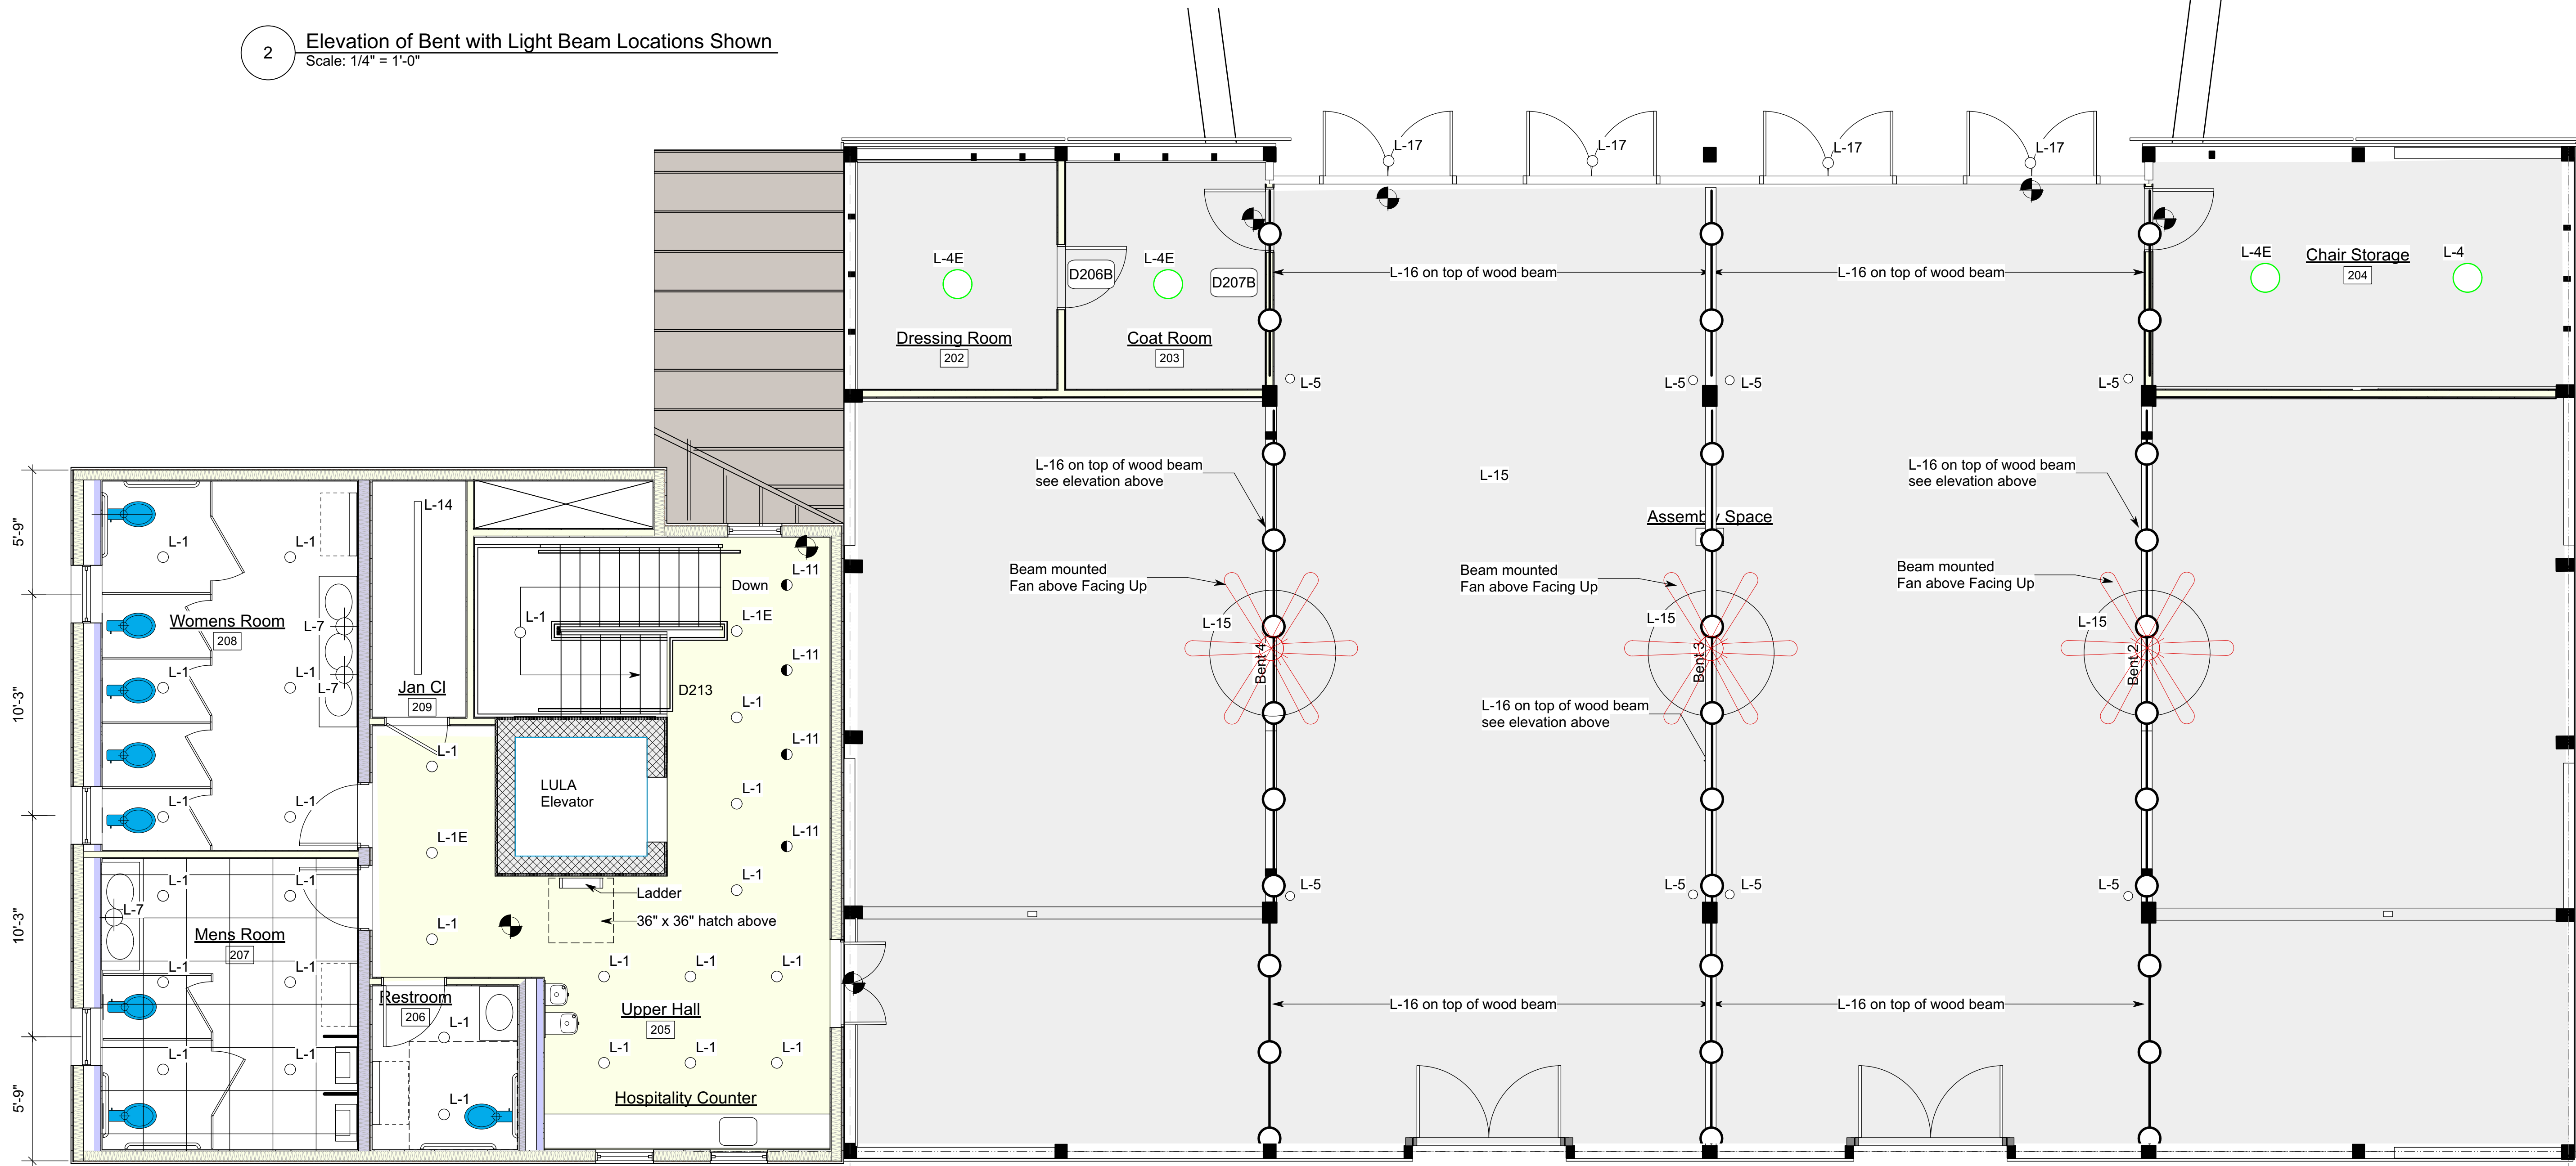 2
Elevation of Bent with Light Beam Locations Shown
Scale: 1/4" = 1'-0"
L-17
L-17
L-17
L-17
L-4E
L-4E
D206B
D207B
L-16 on top of wood beam
L-16 on top of wood beam
L-4E
Chair Storage
204
L-4
Dressing Room
202
Coat Room
203
L-5
L-5
L-5
L-5
L-16 on top of wood beam
see elevation above
L-15
L-16 on top of wood beam
see elevation above
Assembly Space
Beam mounted
Fan above Facing Up
Beam mounted
Fan above Facing Up
Beam mounted
Fan above Facing Up
L-15
L-15
L-15
Bent 4
Bent 3
Bent 2
L-16 on top of wood beam
see elevation above
L-5
L-5
L-5
L-5
L-16 on top of wood beam
L-16 on top of wood beam
5'-9"
10'-3"
10'-3"
5'-9"
L-14
L-1
L-1
Womens Room
208
L-7
L-1
L-1
L-7
Jan Cl
209
L-1
L-1
L-1
Down
L-11
L-1E
L-11
D213
L-1
L-11
L-1
L-11
L-1
L-1
LULA
Elevator
L-1E
L-1
Ladder
36" x 36" hatch above
L-1
L-1
L-7
Mens Room
207
L-1
L-1
L-1
L-1
Restroom
206
L-1
L-1
L-1
L-1
L-1
Upper Hall
205
L-1
L-1
L-1
Hospitality Counter